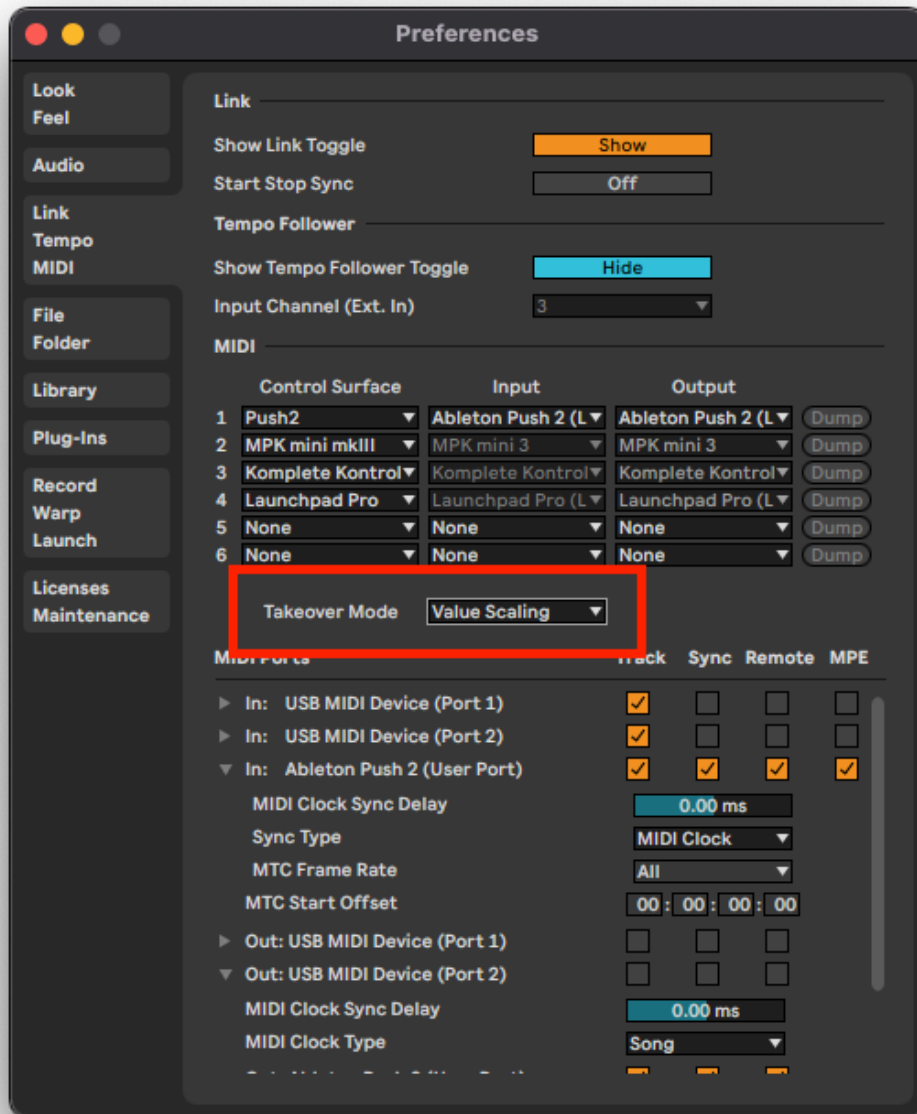 Preferences
Look
Feel
Audio
Link
Tempo
MIDI
File
Folder
Library
Plug-Ins
Record
Warp
Launch
Licenses
Maintenance
Link
Show Link Toggle Show
Start Stop Sync Off
Tempo Follower
Show Tempo Follower Toggle Hide
Input Channel (Ext. In) 3
MIDI
Control Surface Input Output
1 Push2 Ableton Push 2 (L Ableton Push 2 (L Dump
2 MPK mini mkIII MPK mini 3 MPK mini 3 Dump
3 Komplete Kontrol Komplete Kontrol Komplete Kontrol Dump
4 Launchpad Pro Launchpad Pro (L Launchpad Pro (L Dump
5 None None None Dump
6 None None None Dump
Takeover Mode Value Scaling
MIDI Ports Track Sync Remote MPE
In: USB MIDI Device (Port 1)
In: USB MIDI Device (Port 2)
In: Ableton Push 2 (User Port)
MIDI Clock Sync Delay 0.00 ms
Sync Type MIDI Clock
MTC Frame Rate All
MTC Start Offset 00 : 00 : 00 : 00
Out: USB MIDI Device (Port 1)
Out: USB MIDI Device (Port 2)
MIDI Clock Sync Delay 0.00 ms
MIDI Clock Type Song